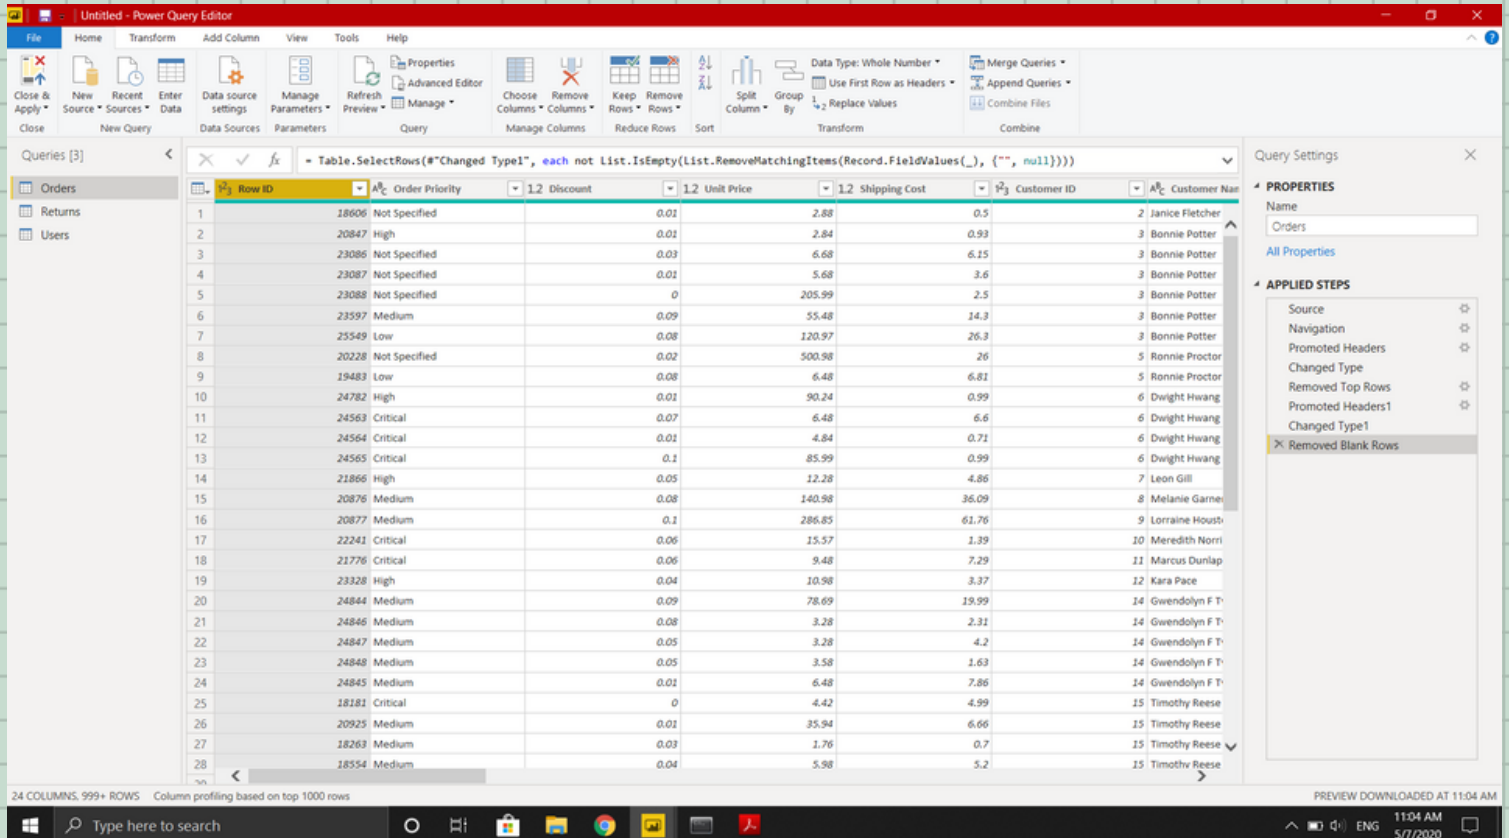 Untitled - Power Query Editor
File Home Transform Add Column View Tools Help
Close & Apply New Source Recent Sources Enter Data Data source settings Manage Parameters Refresh Preview Properties Advanced Editor Manage Choose Columns Remove Columns Keep Rows Remove Rows Split Column Group By Data Type: Whole Number Use First Row as Headers Replace Values Merge Queries Append Queries Combine Files
Close New Query Data Sources Parameters Query Manage Columns Reduce Rows Sort Transform Combine
Queries [3]
Orders
Returns
Users
= Table.SelectRows(#"Changed Type1", each not List.IsEmpty(List.RemoveMatchingItems(Record.FieldValues(_), {"", null})))
Row ID Order Priority 1.2 Discount 1.2 Unit Price 1.2 Shipping Cost Customer ID Customer Nar
1 18606 Not Specified 0.01 2.88 0.5 2 Janice Fletcher
2 20847 High 0.01 2.84 0.93 3 Bonnie Potter
3 23086 Not Specified 0.03 6.68 6.15 3 Bonnie Potter
4 23087 Not Specified 0.01 5.68 3.6 3 Bonnie Potter
5 23088 Not Specified 0 205.99 2.5 3 Bonnie Potter
6 23597 Medium 0.09 55.48 14.3 3 Bonnie Potter
7 25549 Low 0.08 120.97 26.3 3 Bonnie Potter
8 20228 Not Specified 0.02 500.98 26 5 Ronnie Proctor
9 19483 Low 0.08 6.48 6.81 5 Ronnie Proctor
10 24782 High 0.01 90.24 0.99 6 Dwight Hwang
11 24563 Critical 0.07 6.48 6.6 6 Dwight Hwang
12 24564 Critical 0.01 4.84 0.71 6 Dwight Hwang
13 24565 Critical 0.1 85.99 0.99 6 Dwight Hwang
14 21866 High 0.05 12.28 4.86 7 Leon Gill
15 20876 Medium 0.08 140.98 36.09 8 Melanie Garne
16 20877 Medium 0.1 286.85 61.76 9 Lorraine Houst
17 22241 Critical 0.06 15.57 1.39 10 Meredith Norri
18 21776 Critical 0.06 9.48 7.29 11 Marcus Dunlap
19 23328 High 0.04 10.98 3.37 12 Kara Pace
20 24844 Medium 0.09 78.69 19.99 14 Gwendolyn F T
21 24846 Medium 0.08 3.28 2.31 14 Gwendolyn F T
22 24847 Medium 0.05 3.28 4.2 14 Gwendolyn F T
23 24848 Medium 0.05 3.58 1.63 14 Gwendolyn F T
24 24845 Medium 0.01 6.48 7.86 14 Gwendolyn F T
25 18181 Critical 0 4.42 4.99 15 Timothy Reese
26 20925 Medium 0.01 35.94 6.66 15 Timothy Reese
27 18263 Medium 0.03 1.76 0.7 15 Timothy Reese
28 18554 Medium 0.04 5.98 5.2 15 Timothy Reese
Query Settings
PROPERTIES
Name
Orders
All Properties
APPLIED STEPS
Source
Navigation
Promoted Headers
Changed Type
Removed Top Rows
Promoted Headers1
Changed Type1
Removed Blank Rows
24 COLUMNS, 999+ ROWS Column profiling based on top 1000 rows
PREVIEW DOWNLOADED AT 11:04 AM
Type here to search
ENG
11:04 AM
5/7/2020